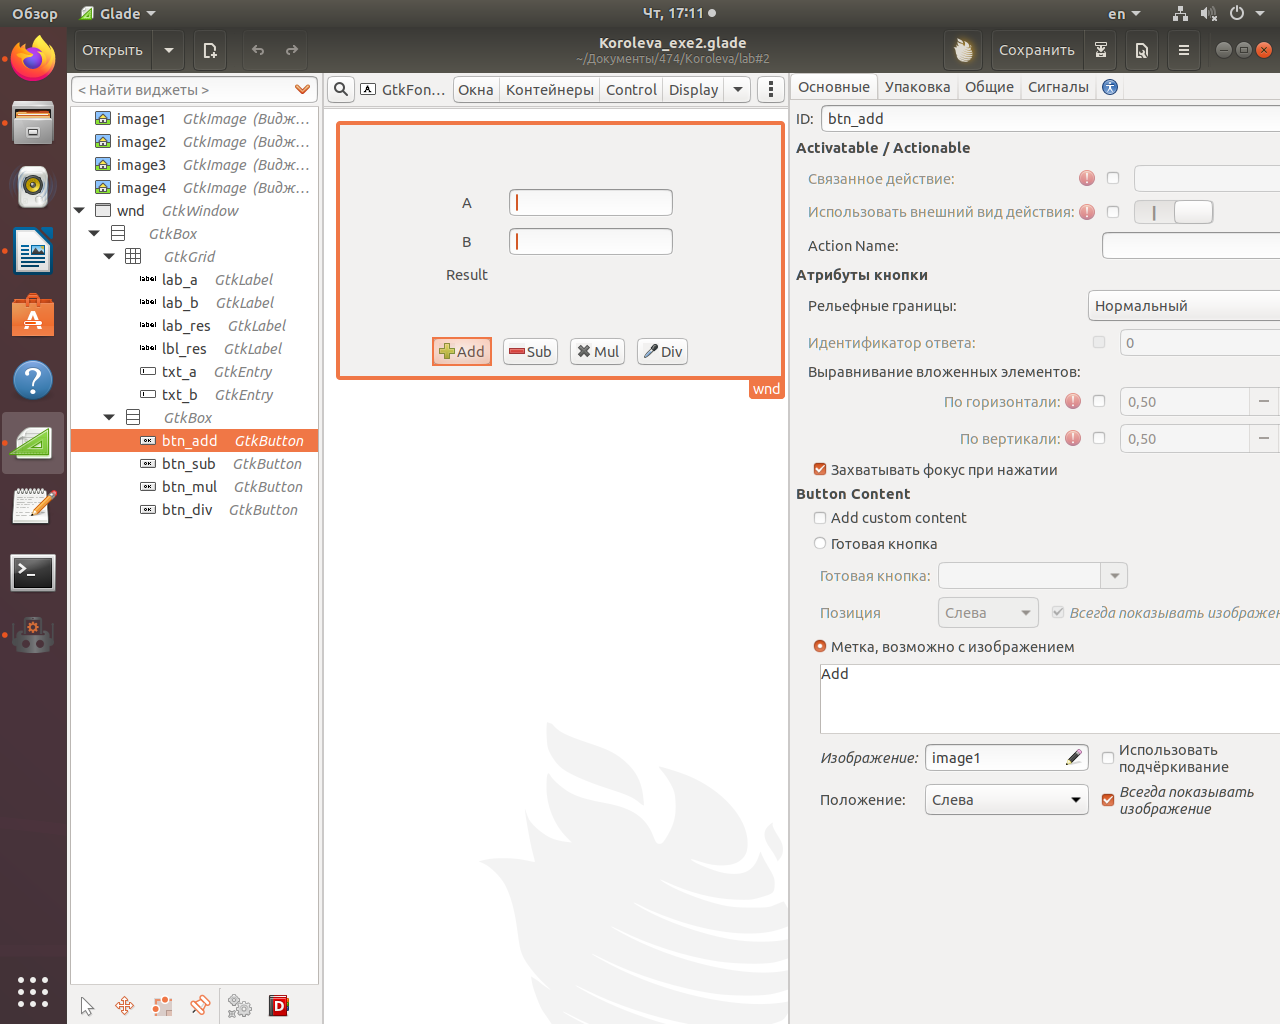 Обзор
Glade
Чт, 17:11
en
Открыть
Koroleva_exe2.glade
~/Документы/474/Koroleva/lab#2
Сохранить
< Найти виджеты >
image1 GtkImage (Видж…
image2 GtkImage (Видж…
image3 GtkImage (Видж…
image4 GtkImage (Видж…
wnd GtkWindow
GtkBox
GtkGrid
lab_a GtkLabel
lab_b GtkLabel
lab_res GtkLabel
lbl_res GtkLabel
txt_a GtkEntry
txt_b GtkEntry
GtkBox
btn_add GtkButton
btn_sub GtkButton
btn_mul GtkButton
btn_div GtkButton
GtkFon…
Окна
Контейнеры
Control
Display
A
B
Result
Add
Sub
Mul
Div
wnd
Основные
Упаковка
Общие
Сигналы
ID: btn_add
Activatable / Actionable
Связанное действие:
Использовать внешний вид действия:
Action Name:
Атрибуты кнопки
Рельефные границы: Нормальный
Идентификатор ответа: 0
Выравнивание вложенных элементов:
По горизонтали: 0,50
По вертикали: 0,50
Захватывать фокус при нажатии
Button Content
Add custom content
Готовая кнопка
Готовая кнопка:
Позиция Слева Всегда показывать изображен
Метка, возможно с изображением
Add
Изображение: image1 Использовать
подчёркивание
Положение: Слева Всегда показывать
изображение